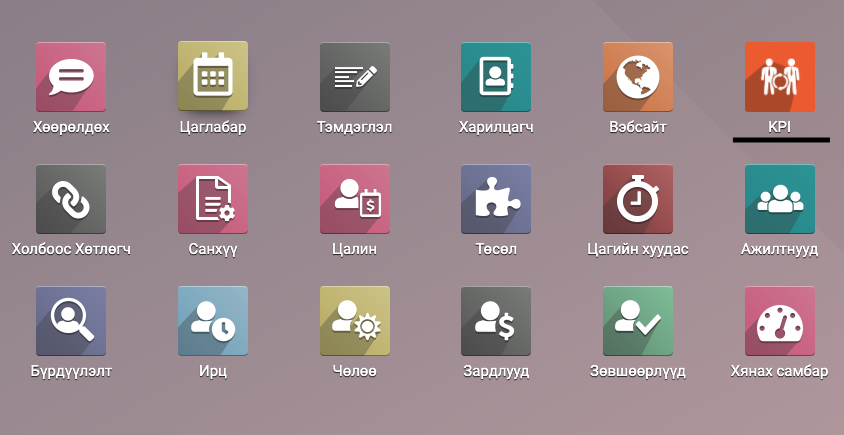 Хөөрөлдөх
Цаглабар
Тэмдэглэл
Харилцагч
Вэбсайт
KPI
Холбоос Хөтлөгч
Санхүү
Цалин
Төсөл
Цагийн хуудас
Ажилтнууд
Бүрдүүлэлт
Ирц
Чөлөө
Зардлууд
Зөвшөөрлүүд
Хянах самбар